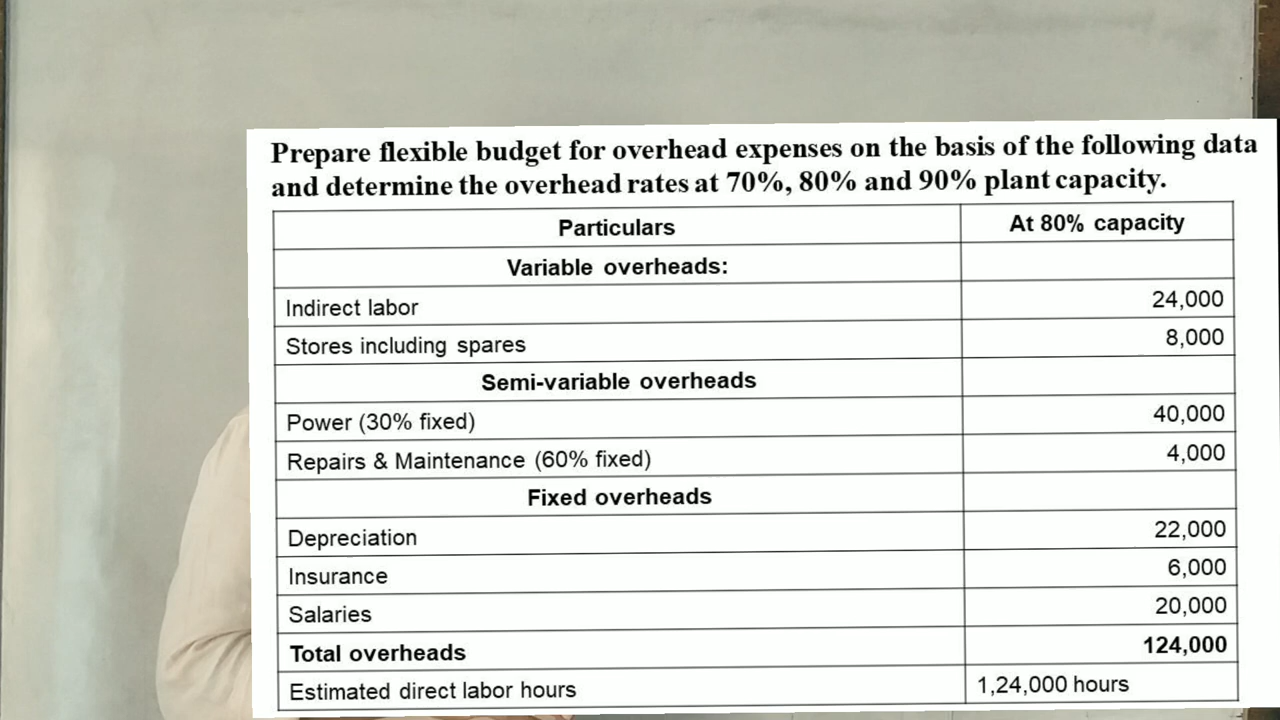 Prepare flexible budget for overhead expenses on the basis of the following data
and determine the overhead rates at 70%, 80% and 90% plant capacity.
Particulars At 80% capacity
Variable overheads:
Indirect labor 24,000
Stores including spares 8,000
Semi-variable overheads
Power (30% fixed) 40,000
Repairs & Maintenance (60% fixed) 4,000
Fixed overheads
Depreciation 22,000
Insurance 6,000
Salaries 20,000
Total overheads 124,000
Estimated direct labor hours 1,24,000 hours